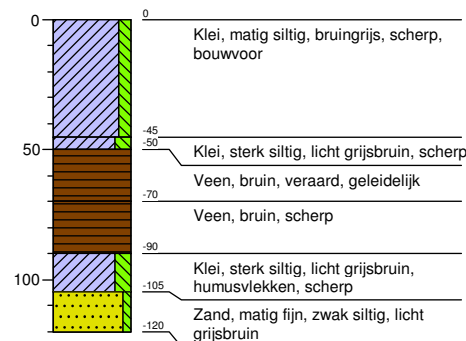 0
0
Klei, matig siltig, bruingrijs, scherp,
bouwvoor
-45
50
-50
Klei, sterk siltig, licht grijsbruin, scherp
Veen, bruin, veraard, geleidelijk
-70
Veen, bruin, scherp
-90
Klei, sterk siltig, licht grijsbruin,
humusvlekken, scherp
100
-105
Zand, matig fijn, zwak siltig, licht
grijsbruin
-120